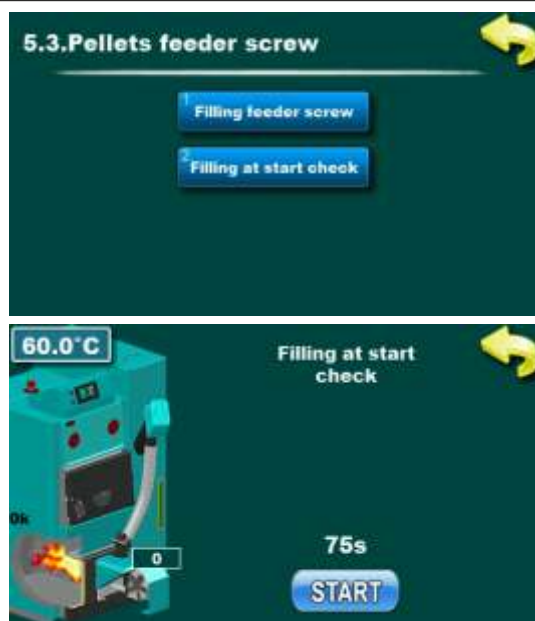 5.3.Pellets feeder screw
1
Filling feeder screw
2
Filling at start check
60.0°C
Filling at start
check
0k
0
75s
START